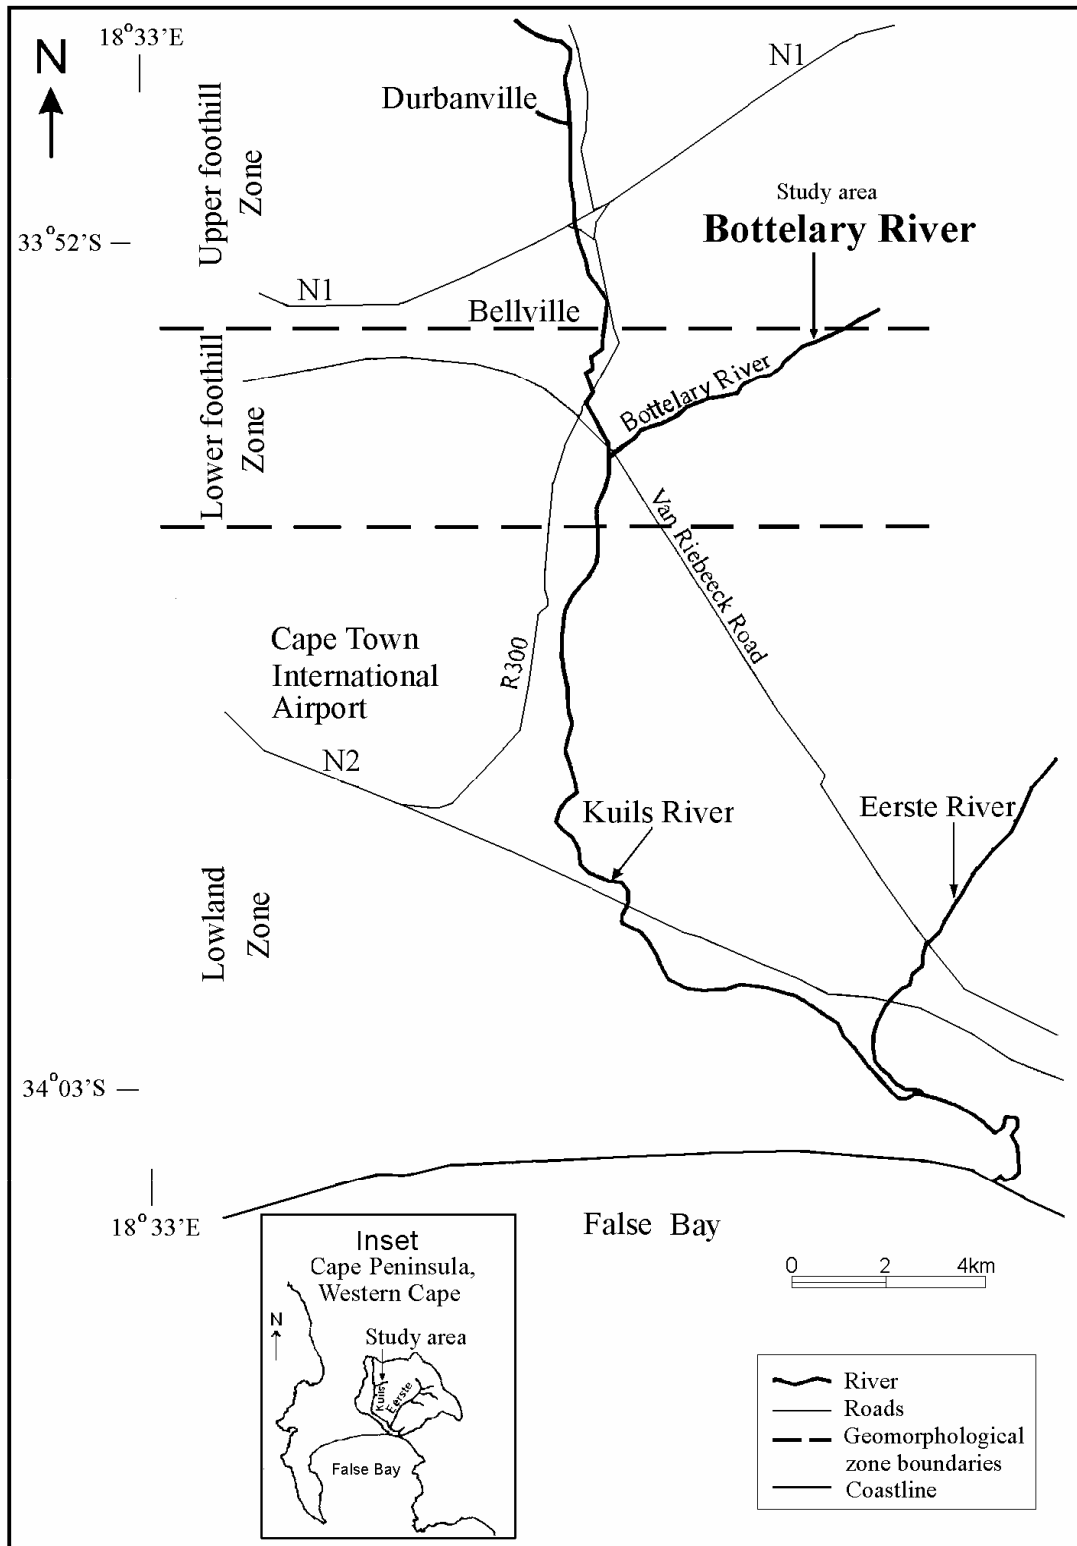 18°33'E
N
N1
Durbanville
Upper foothill
Zone
Study area
Bottelary River
33°52'S
N1
Bellville
Lower foothill
Zone
Bottelary River
Van Riebeeck Road
Cape Town
International
Airport
R300
N2
Kuils River
Eerste River
Lowland
Zone
34°03'S
18°33'E
False Bay
0 2 4km
Inset
Cape Peninsula,
Western Cape
N
Study area
Kuils
Eerste
False Bay
River
Roads
Geomorphological
zone boundaries
Coastline